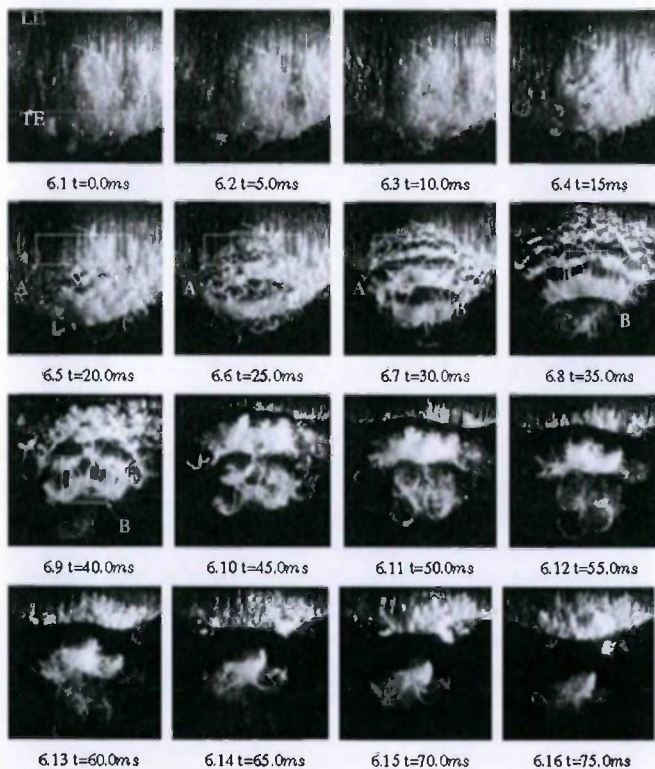 LE
TE
6.1 t=0.0ms 6.2 t=5.0ms 6.3 t=10.0ms 6.4 t=15ms
A A A B B
6.5 t=20.0ms 6.6 t=25.0ms 6.7 t=30.0ms 6.8 t=35.0ms
B
6.9 t=40.0ms 6.10 t=45.0ms 6.11 t=50.0ms 6.12 t=55.0ms
6.13 t=60.0ms 6.14 t=65.0ms 6.15 t=70.0ms 6.16 t=75.0ms